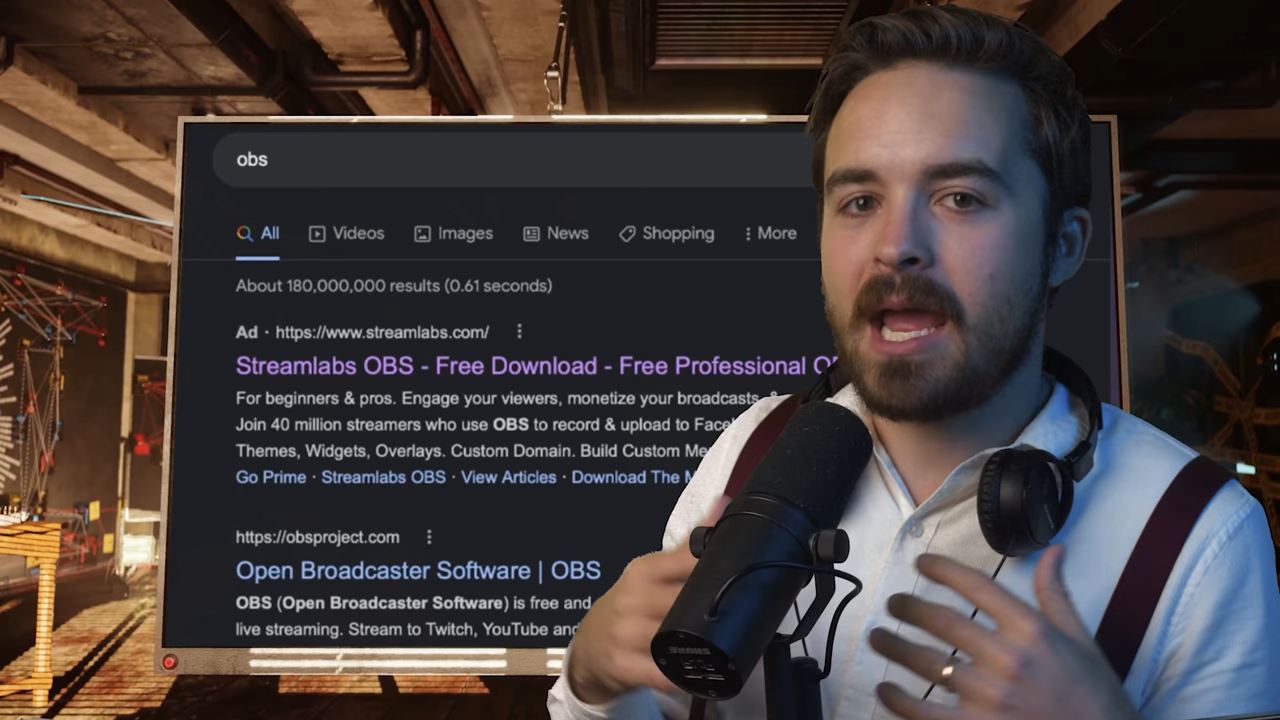 obs
All Videos Images News Shopping More
About 180,000,000 results (0.61 seconds)
Ad · https://www.streamlabs.com/
Streamlabs OBS - Free Download - Free Professional
For beginners & pros. Engage your viewers, monetize your broadcasts, &
Join 40 million streamers who use OBS to record & upload to
Themes, Widgets, Overlays. Custom Domain. Build Custom
Go Prime · Streamlabs OBS · View Articles · Download The
https://obsproject.com
Open Broadcaster Software | OBS
OBS (Open Broadcaster Software) is free and
live streaming. Stream to Twitch, YouTube and
SHURE